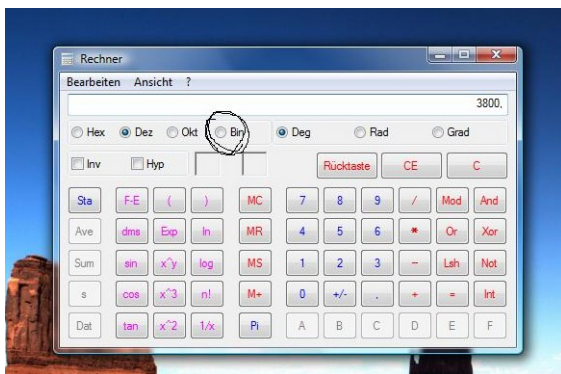 Rechner
Bearbeiten Ansicht ?
3800,
Hex Dez Okt Bin Deg Rad Grad
Inv Hyp Rücktaste CE C
Sta F-E ( ) MC 7 8 9 / Mod And
Ave dms Exp ln MR 4 5 6 * Or Xor
Sum sin x^y log MS 1 2 3 - Lsh Not
s cos x^3 n! M+ 0 +/- . + = Int
Dat tan x^2 1/x Pi A B C D E F